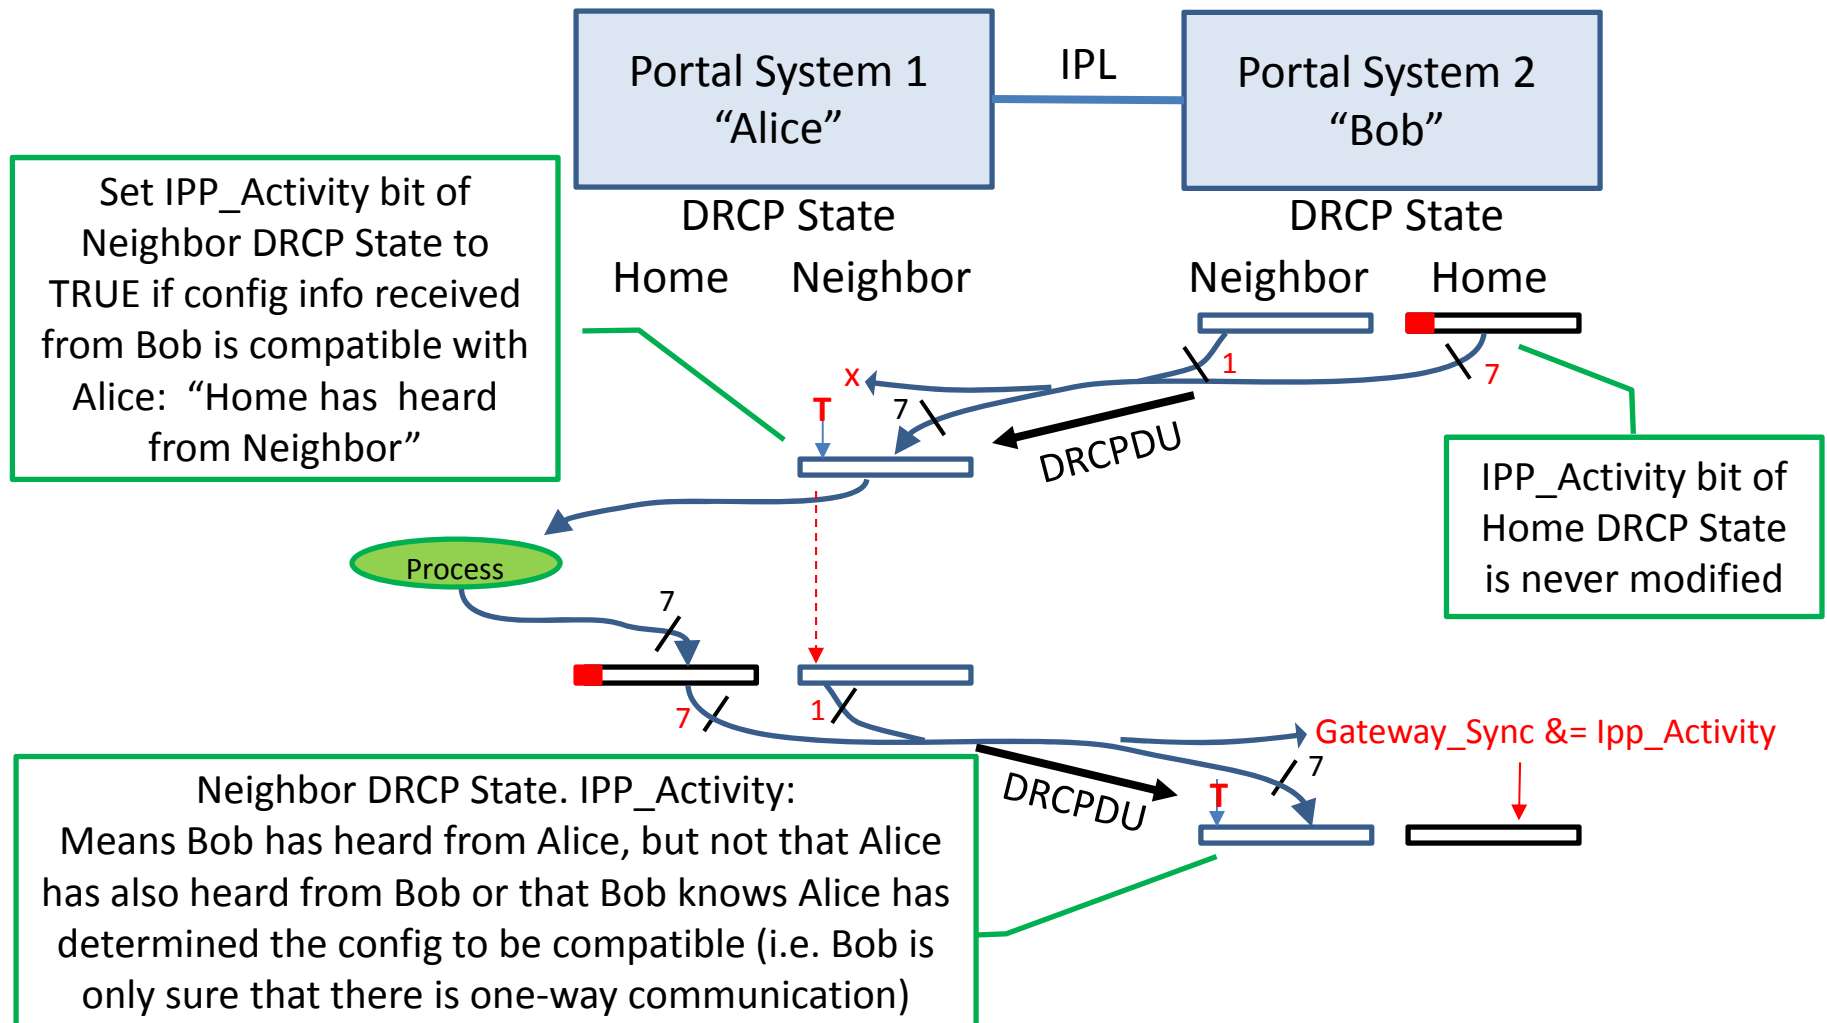 Portal System 1
“Alice”
IPL
Portal System 2
“Bob”
DRCP State
DRCP State
Home
Neighbor
Neighbor
Home
Set IPP_Activity bit of
Neighbor DRCP State to
TRUE if config info received
from Bob is compatible with
Alice:  “Home has  heard
from Neighbor”
1
7
x
T
7
DRCPDU
IPP_Activity bit of
Home DRCP State
is never modified
Process
7
7
1
Gateway_Sync &= Ipp_Activity
7
T
DRCPDU
Neighbor DRCP State. IPP_Activity:
Means Bob has heard from Alice, but not that Alice
has also heard from Bob or that Bob knows Alice has
determined the config to be compatible (i.e. Bob is
only sure that there is one-way communication)